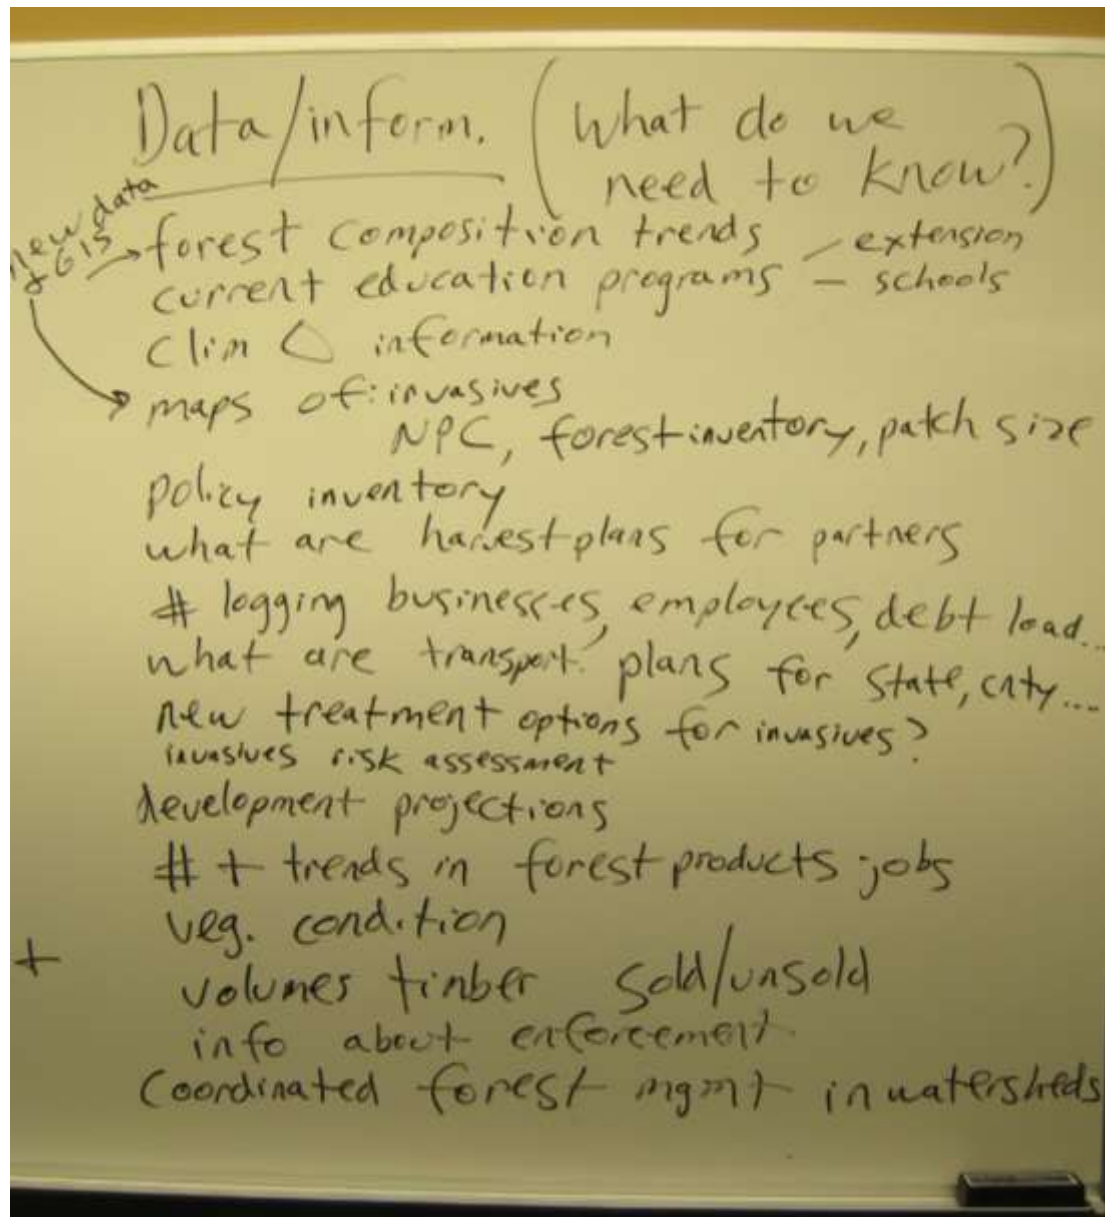 Data/inform. (What do we
need to know?)
new data
& GIS
forest composition trends - extension
current education programs - schools
Clim Δ information
maps of: invasives
NPC, forest inventory, patch size
policy inventory
what are harvest plans for partners
# logging businesses, employees, debt load...
what are transport. plans for state, cnty...
new treatment options for invasives?
invasives risk assessment
development projections
# + trends in forest products jobs
veg. condition
+
volumes timber sold/unsold
info about enforcement
Coordinated forest mgmt in watersheds